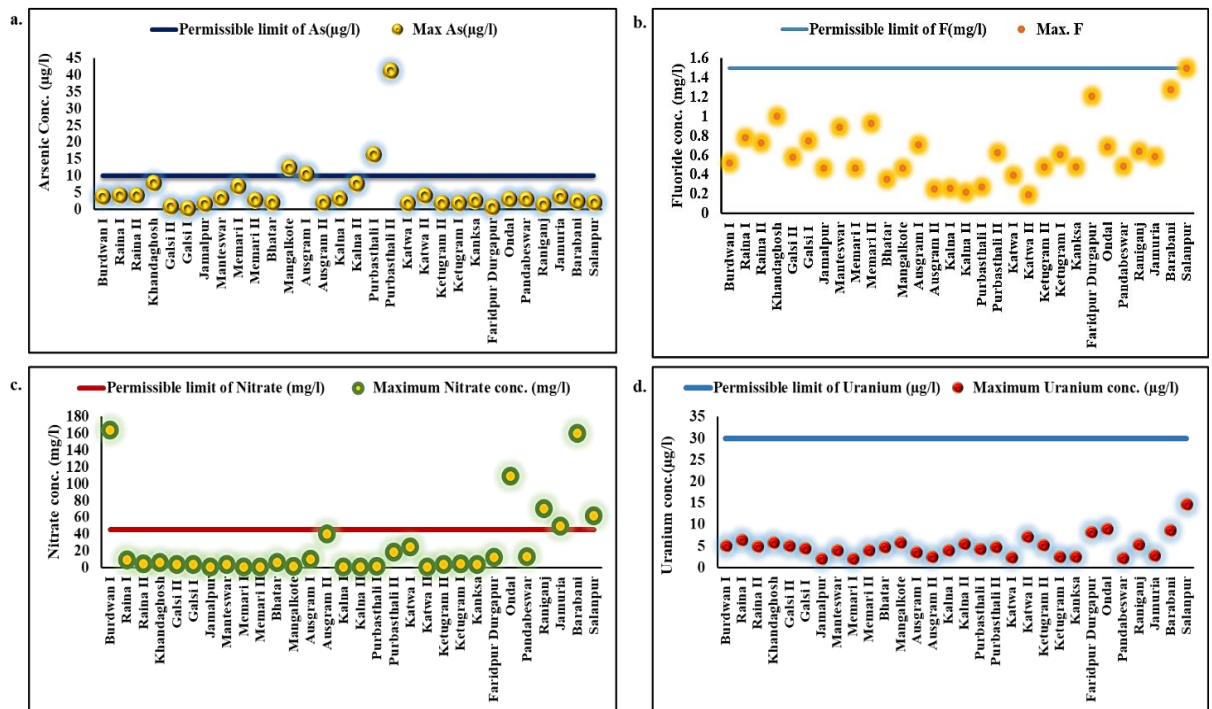 a.
Permissible limit of As(µg/l)
Max As(µg/l)
Arsenic Conc. (µg/l)
45
40
35
30
25
20
15
10
5
0
Burdwan I
Raina I
Raina II
Khandaghosh
Galsi II
Galsi I
Jamalpur
Manteswar
Memari I
Memari II
Bhatar
Mangalkote
Ausgram I
Ausgram II
Kalna I
Kalna II
Purbasthali I
Purbasthali II
Katwa I
Katwa II
Ketugram II
Ketugram I
Kanksa
Faridpur Durgapur
Ondal
Pandabeswar
Raniganj
Jamuria
Barabani
Salanpur
b.
Permissible limit of F(mg/l)
Max. F
Fluoride conc. (mg/l)
1.6
1.4
1.2
1
0.8
0.6
0.4
0.2
0
Burdwan I
Raina I
Raina II
Khandaghosh
Galsi II
Galsi I
Jamalpur
Manteswar
Memari I
Memari II
Bhatar
Mangalkote
Ausgram I
Ausgram II
Kalna I
Kalna II
Purbasthali I
Purbasthali II
Katwa I
Katwa II
Ketugram II
Ketugram I
Kanksa
Faridpur Durgapur
Ondal
Pandabeswar
Raniganj
Jamuria
Barabani
Salanpur
c.
Permissible limit of Nitrate (mg/l)
Maximum Nitrate conc. (mg/l)
Nitrate conc. (mg/l)
180
160
140
120
100
80
60
40
20
0
Burdwan I
Raina I
Raina II
Khandaghosh
Galsi II
Galsi I
Jamalpur
Manteswar
Memari I
Memari II
Bhatar
Mangalkote
Ausgram I
Ausgram II
Kalna I
Kalna II
Purbasthali I
Purbasthali II
Katwa I
Katwa II
Ketugram II
Ketugram I
Kanksa
Faridpur Durgapur
Ondal
Pandabeswar
Raniganj
Jamuria
Barabani
Salanpur
d.
Permissible limit of Uranium (µg/l)
Maximum Uranium conc. (µg/l)
Uranium conc.(µg/l)
35
30
25
20
15
10
5
0
Burdwan I
Raina I
Raina II
Khandaghosh
Galsi II
Galsi I
Jamalpur
Manteswar
Memari I
Memari II
Bhatar
Mangalkote
Ausgram I
Ausgram II
Kalna I
Kalna II
Purbasthali I
Purbasthali II
Katwa I
Katwa II
Ketugram II
Ketugram I
Kanksa
Faridpur Durgapur
Ondal
Pandabeswar
Raniganj
Jamuria
Barabani
Salanpur